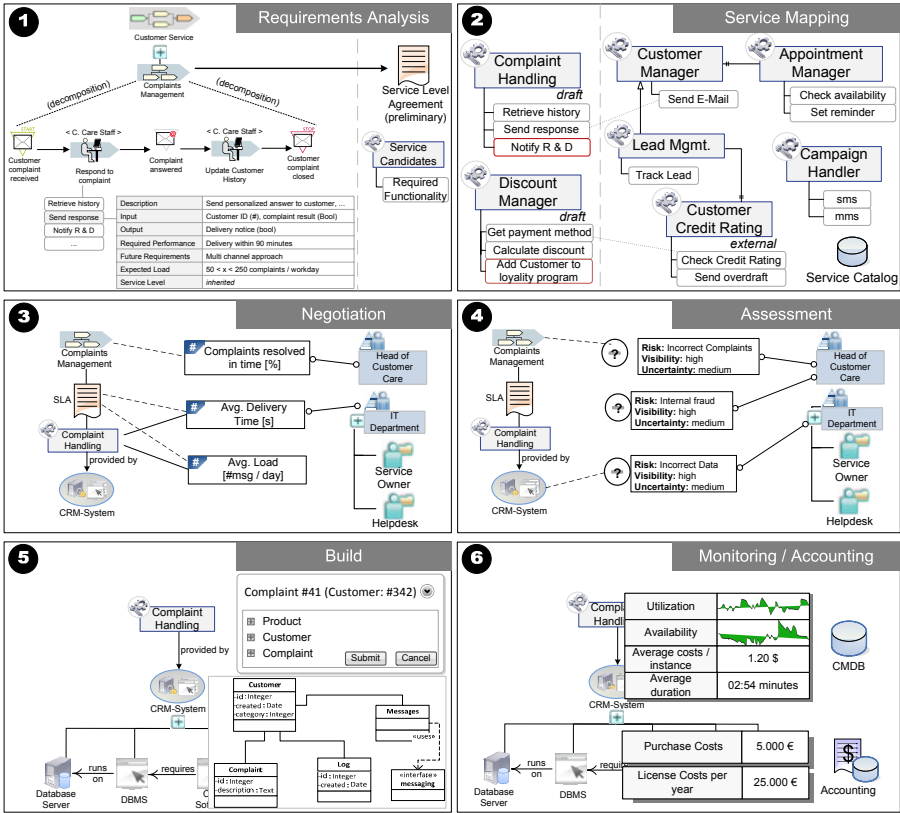 1
Requirements Analysis
Customer Service
Complaints
Management
(decomposition)
(decomposition)
Service Level
Agreement
(preliminary)
START
Customer
complaint
received
< C. Care Staff >
Respond to
complaint
Complaint
answered
< C. Care Staff >
Update Customer
History
STOP
Customer
complaint
closed
Service
Candidates
Required
Functionality
Retrieve history
Send response
Notify R & D
...
Description
Send personalized answer to customer, ...
Input
Customer ID (#), complaint result (Bool)
Output
Delivery notice (bool)
Required Performance
Delivery within 90 minutes
Future Requirements
Multi channel approach
Expected Load
50 < x < 250 complaints / workday
Service Level
inherited
2
Service Mapping
Complaint
Handling
draft
Retrieve history
Send response
Notify R & D
Discount
Manager
draft
Get payment method
Calculate discount
Add Customer to
loyality program
Customer
Manager
Send E-Mail
Lead Mgmt.
Track Lead
Customer
Credit Rating
external
Check Credit Rating
Send overdraft
Appointment
Manager
Check availability
Set reminder
Campaign
Handler
sms
mms
Service Catalog
3
Negotiation
Complaints
Management
SLA
Complaint
Handling
provided by
CRM-System
#
Complaints resolved
in time [%]
#
Avg. Delivery
Time [s]
#
Avg. Load
[#msg / day]
Head of
Customer
Care
IT
Department
Service
Owner
Helpdesk
4
Assessment
Complaints
Management
SLA
Complaint
Handling
provided by
CRM-System
?
Risk: Incorrect Complaints
Visibility: high
Uncertainty: medium
?
Risk: Internal fraud
Visibility: high
Uncertainty: medium
?
Risk: Incorrect Data
Visibility: high
Uncertainty: medium
Head of
Customer
Care
IT
Department
Service
Owner
Helpdesk
5
Build
Complaint
Handling
provided by
CRM-System
Database
Server
runs
on
DBMS
requires
Complaint #41 (Customer: #342)
Product
Customer
Complaint
Submit
Cancel
Customer
-id : Integer
-created : Date
-category : Integer
Messages
«uses»
Complaint
-id : Integer
-description : Text
Log
-id : Integer
-created : Date
«interface»
messaging
6
Monitoring / Accounting
Utilization
Availability
Average costs /
instance
1.20 $
Average
duration
02:54 minutes
CMDB
CRM-System
Database
Server
runs
on
DBMS
Purchase Costs
5.000 €
License Costs per
year
25.000 €
$
Accounting